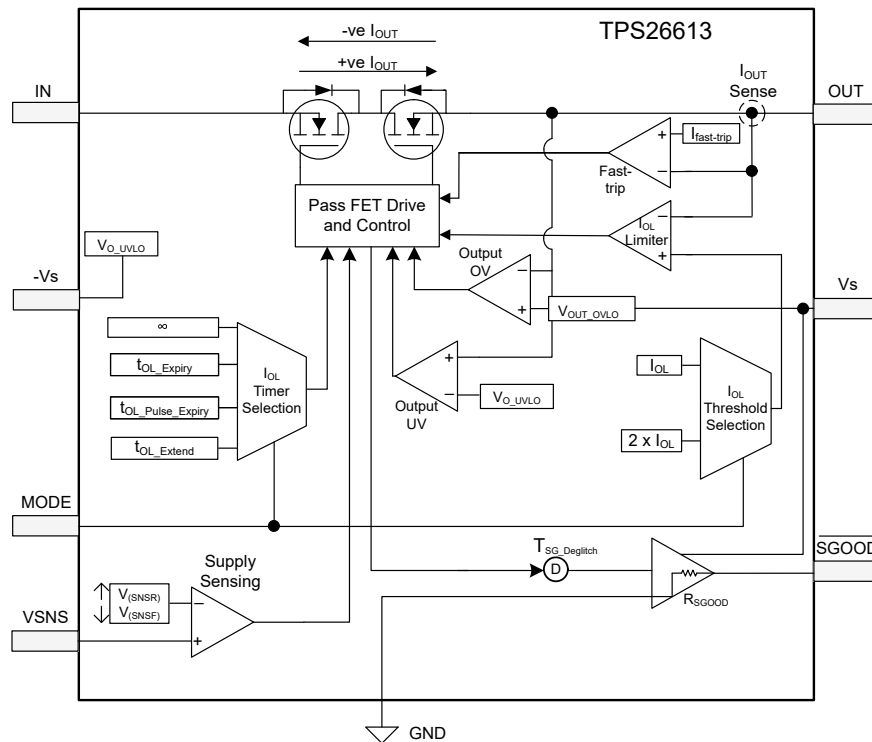 TPS26613
-ve IOUT
+ve IOUT
IOUT
Sense
IN
OUT
Ifast-trip
+
-
Fast-
trip
Pass FET Drive
and Control
-
IOL
Limiter
+
VO_UVLO
-Vs
Output
OV
-
+
VOUT_OVLO
Vs
∞
tOL_Expiry
tOL_Pulse_Expiry
tOL_Extend
IOL
Timer
Selection
+
-
Output
UV
VO_UVLO
IOL
2 x IOL
IOL
Threshold
Selection
MODE
TSG_Deglitch
D
SGOOD
RSGOOD
Supply
Sensing
V(SNSR)
V(SNSF)
-
+
VSNS
GND